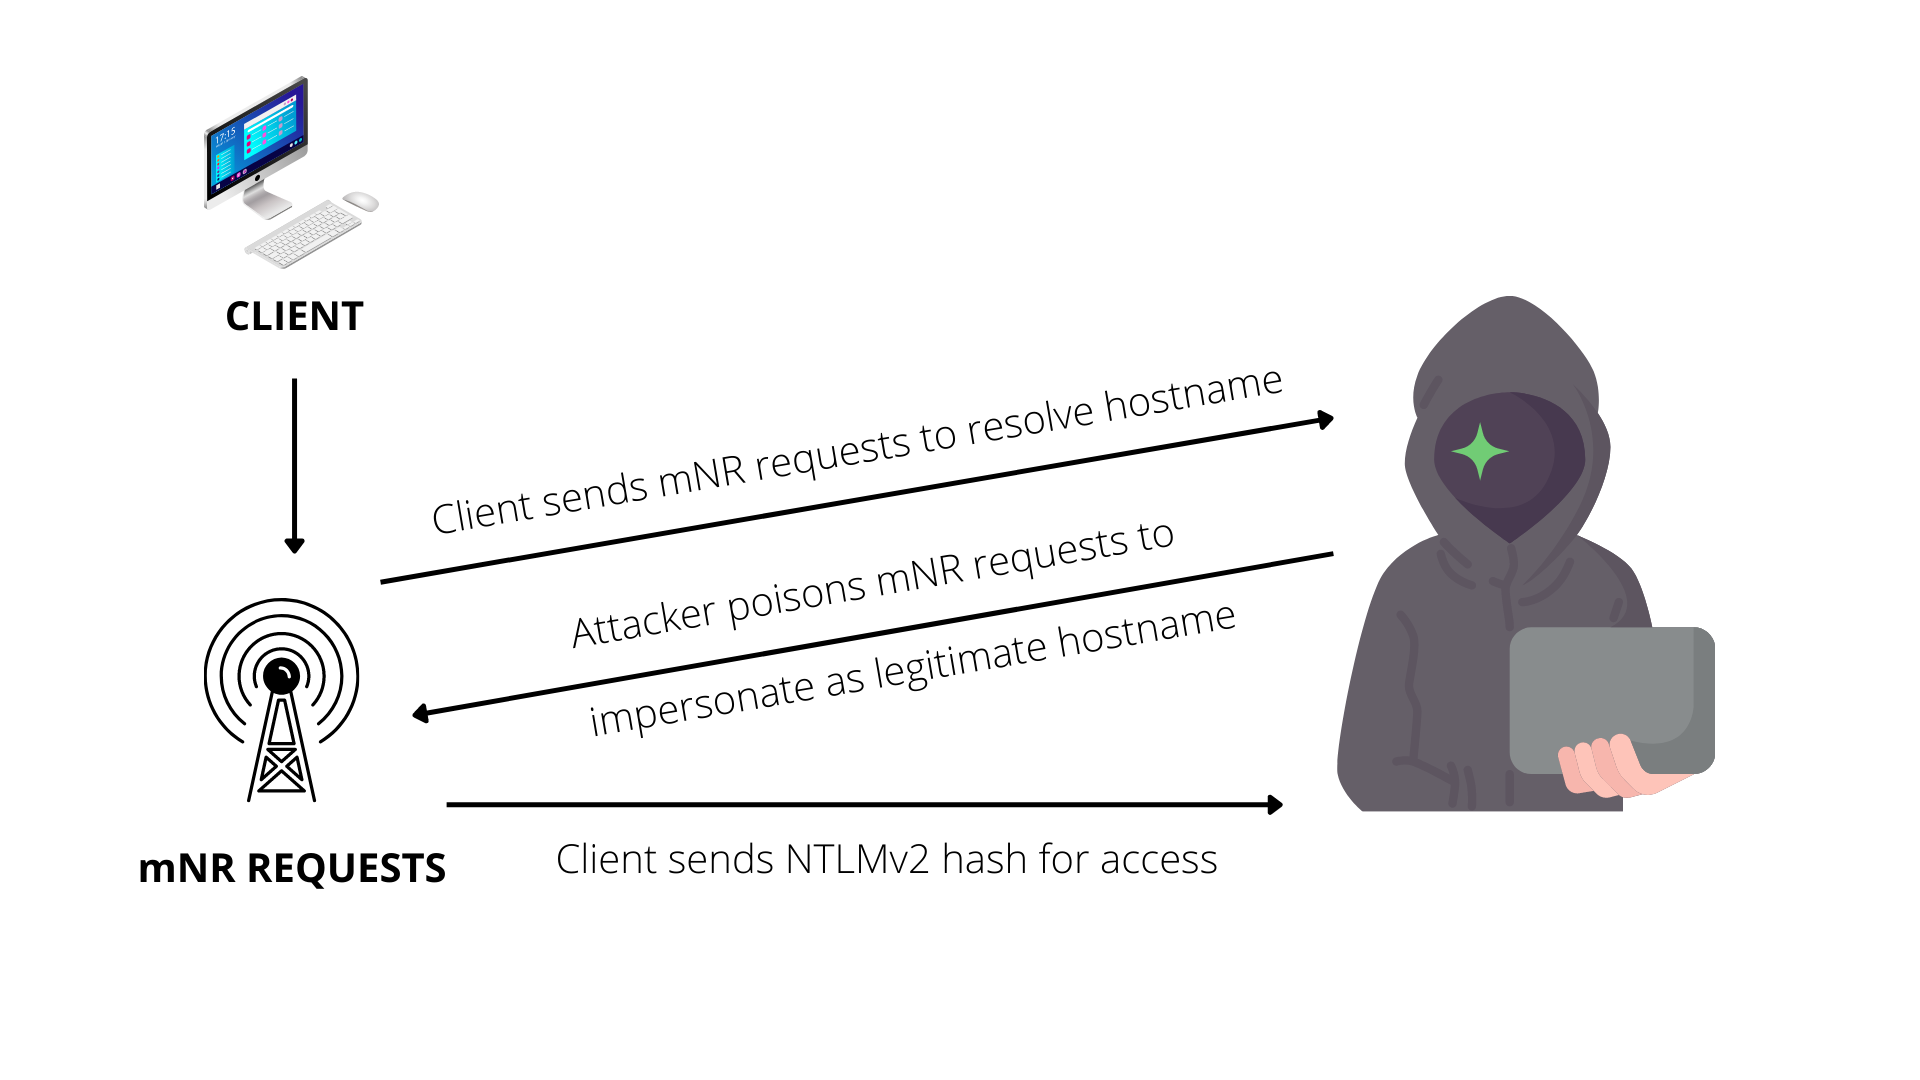 17:15
CLIENT
Client sends mNR requests to resolve hostname
Attacker poisons mNR requests to
impersonate as legitimate hostname
mNR REQUESTS
Client sends NTLMv2 hash for access